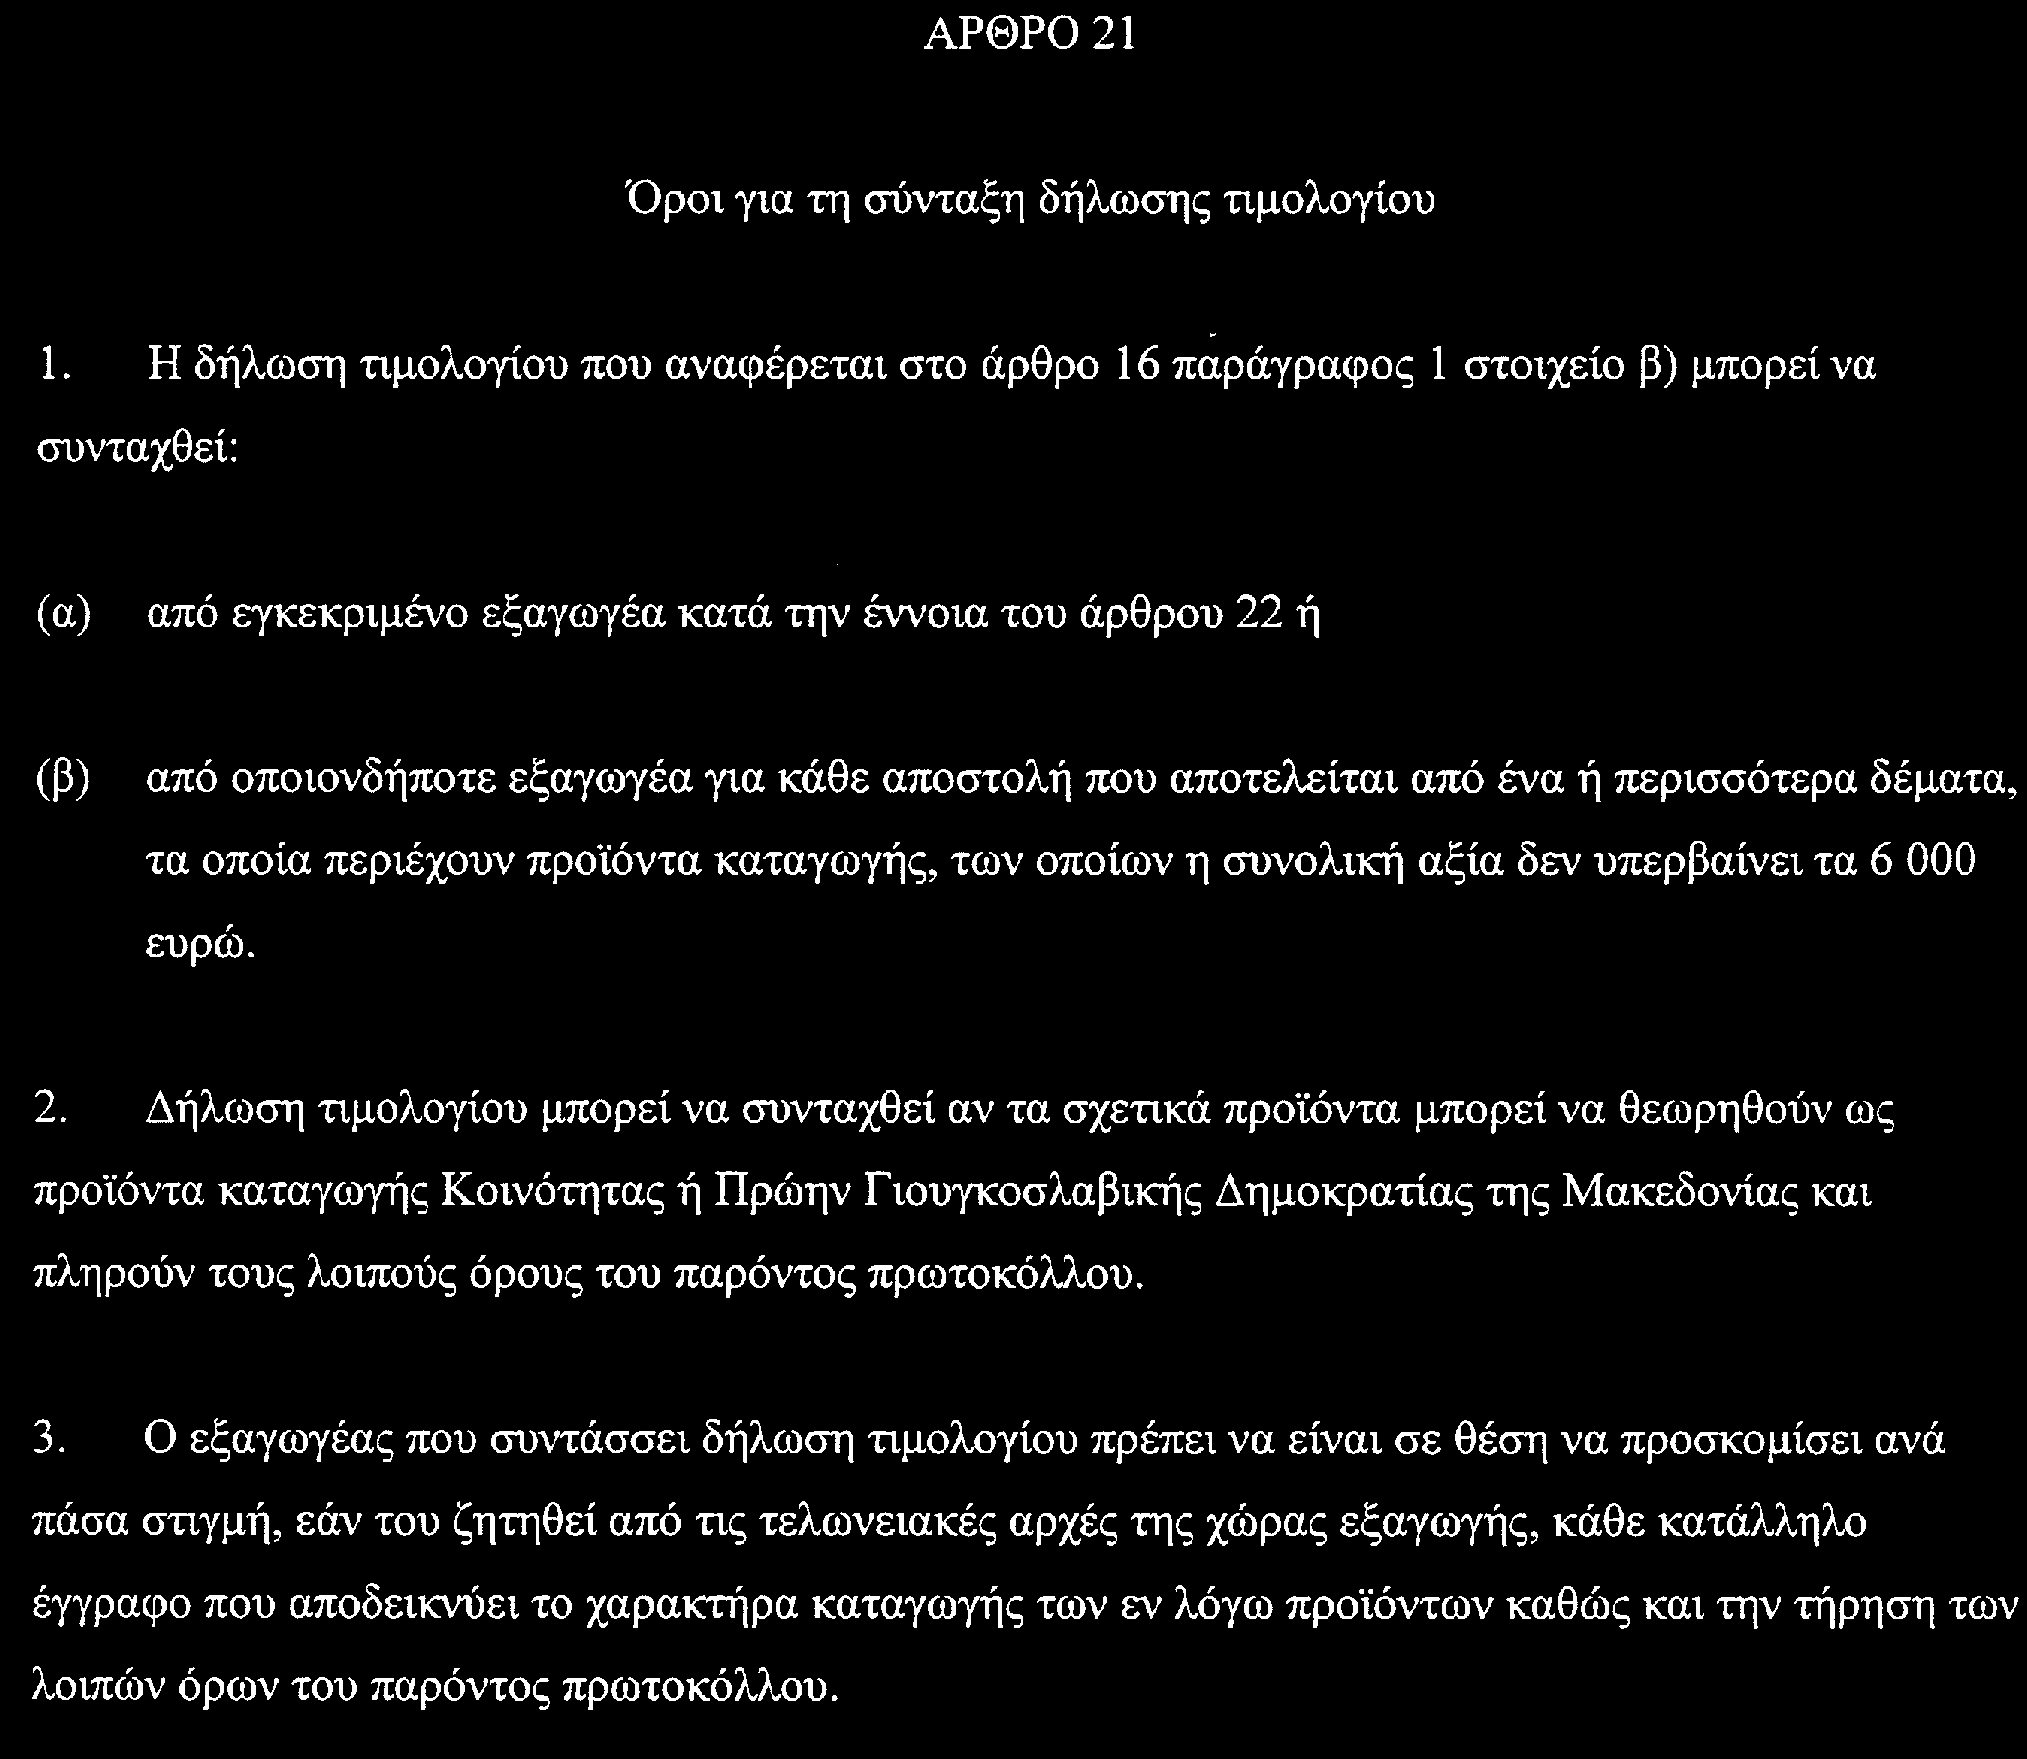 ΑΡΘΡΟ 21
Όροι για τη σύνταξη δήλωσης τιμολογίου
1. Η δήλωση τιμολογίου που αναφέρεται στο άρθρο 16 παράγραφος 1 στοιχείο β) μπορεί να
συνταχθεί:
(α) από εγκεκριμένο εξαγωγέα κατά την έννοια του άρθρου 22 ή
(β) από οποιονδήποτε εξαγωγέα για κάθε αποστολή που αποτελείται από ένα ή περισσότερα δέματα,
τα οποία περιέχουν προϊόντα καταγωγής, των οποίων η συνολική αξία δεν υπερβαίνει τα 6 000
ευρώ.
2. Δήλωση τιμολογίου μπορεί να συνταχθεί αν τα σχετικά προϊόντα μπορεί να θεωρηθούν ως
προϊόντα καταγωγής Κοινότητας ή Πρώην Γιουγκοσλαβικής Δημοκρατίας της Μακεδονίας και
πληρούν τους λοιπούς όρους του παρόντος πρωτοκόλλου.
3. Ο εξαγωγέας που συντάσσει δήλωση τιμολογίου πρέπει να είναι σε θέση να προσκομίσει ανά
πάσα στιγμή, εάν του ζητηθεί από τις τελωνειακές αρχές της χώρας εξαγωγής, κάθε κατάλληλο
έγγραφο που αποδεικνύει το χαρακτήρα καταγωγής των εν λόγω προϊόντων καθώς και την τήρηση των
λοιπών όρων του παρόντος πρωτοκόλλου.